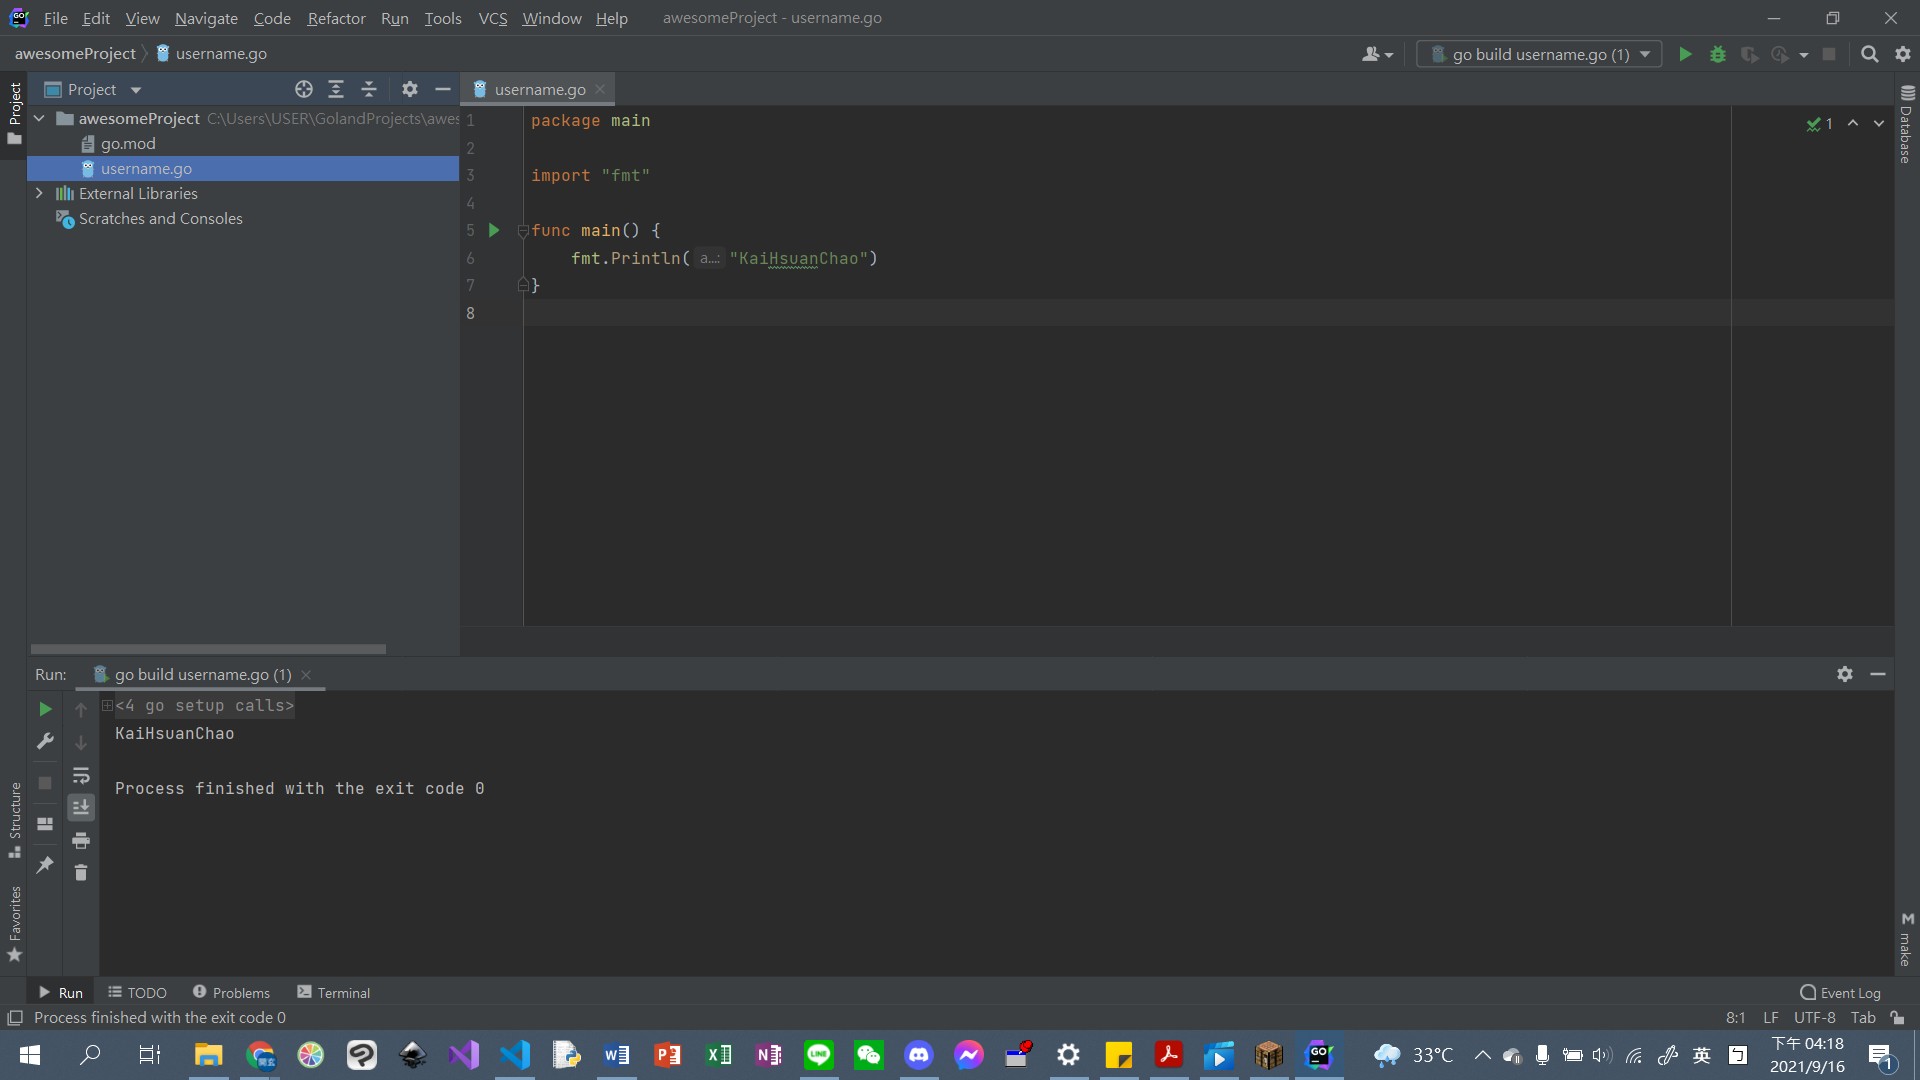 File Edit View Navigate Code Refactor Run Tools VCS Window Help awesomeProject - username.go
awesomeProject username.go
go build username.go (1)
Project
username.go
Project
awesomeProject C:\Users\USER\GolandProjects\awes
go.mod
username.go
External Libraries
Scratches and Consoles
1 package main
2
3 import "fmt"
4
5 func main() {
6 fmt.Println( a...: "KaiHsuanChao")
7 }
8
1
Database
Run: go build username.go (1)
<4 go setup calls>
KaiHsuanChao
Process finished with the exit code 0
Structure
Favorites
make
Run TODO Problems Terminal Event Log
Process finished with the exit code 0 8:1 LF UTF-8 Tab
33°C 英 下午 04:18
2021/9/16
1